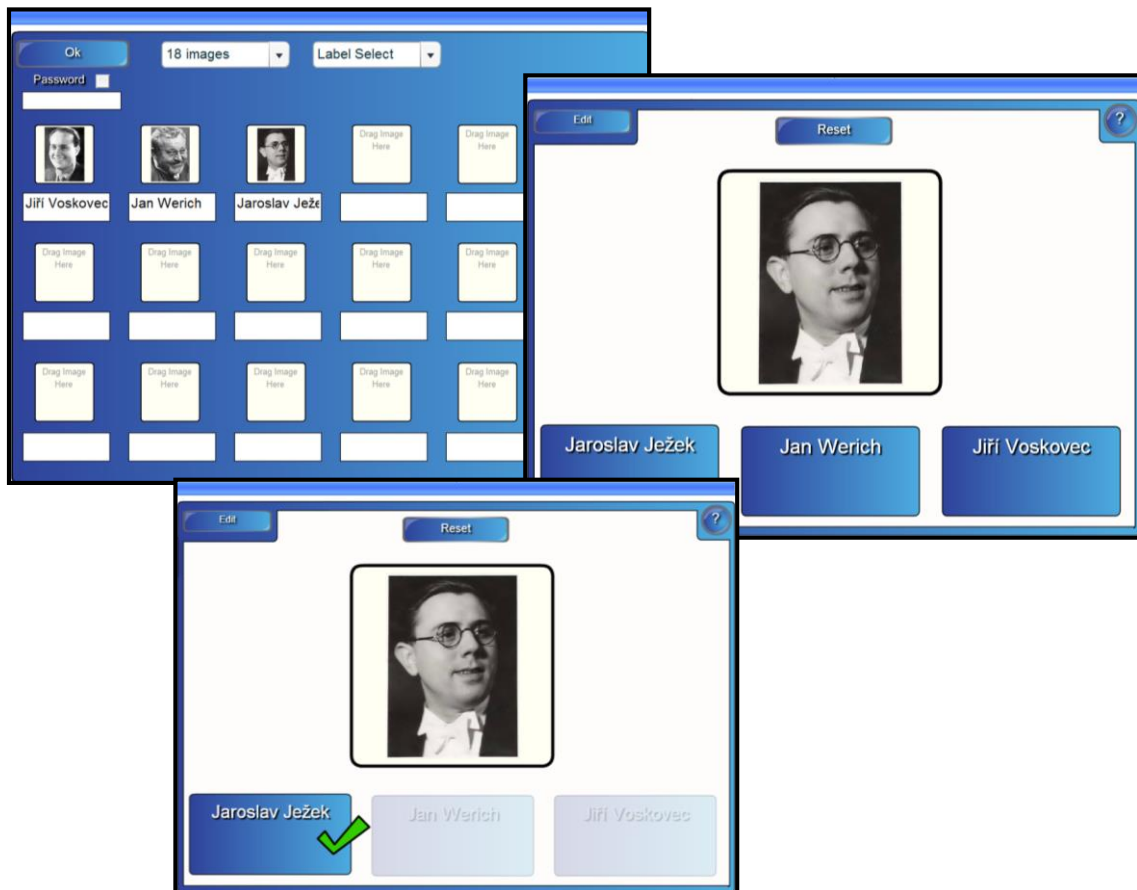 Ok
18 images
Label Select
Password
Drag Image
Here
Drag Image
Here
Jiří Voskovec
Jan Werich
Jaroslav Ježe
Drag Image
Here
Drag Image
Here
Drag Image
Here
Drag Image
Here
Drag Image
Here
Drag Image
Here
Drag Image
Here
Drag Image
Here
Drag Image
Here
Drag Image
Here
Edit
Reset
?
Jaroslav Ježek
Jan Werich
Jiří Voskovec
Edit
Reset
?
Jaroslav Ježek
Jan Werich
Jiří Voskovec